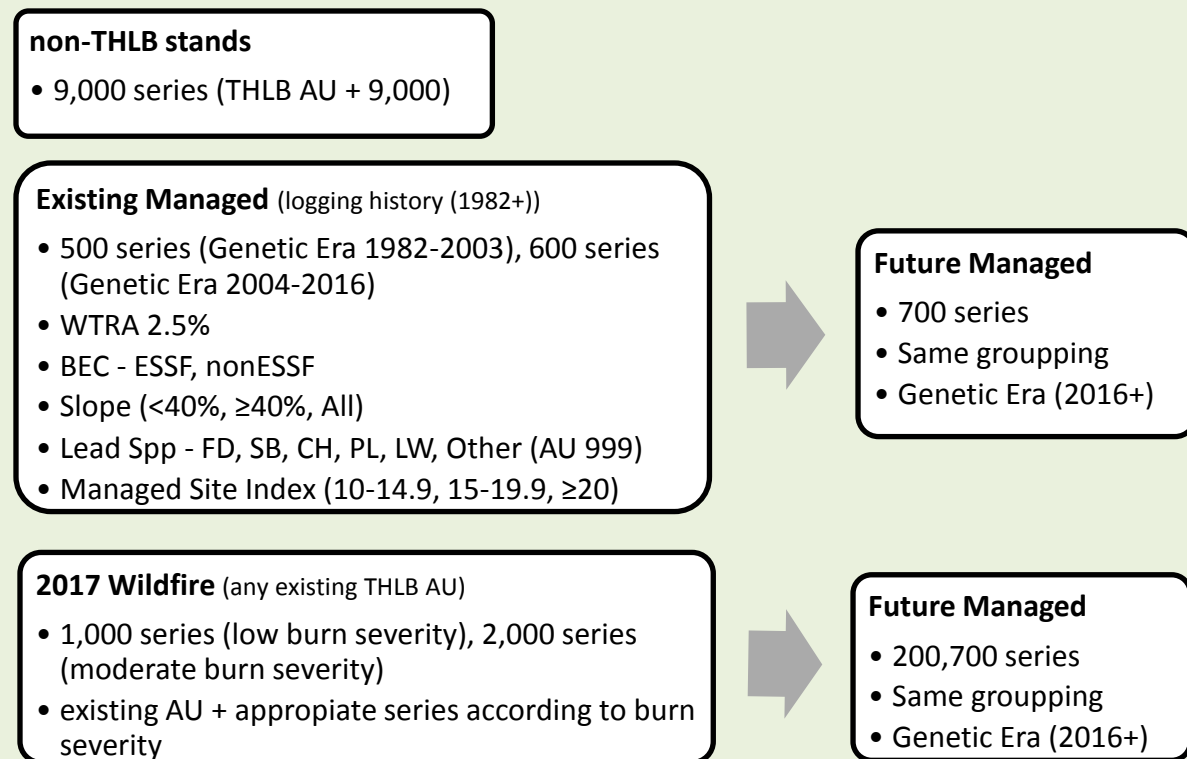 non-THLB stands
• 9,000 series (THLB AU + 9,000)
Existing Managed (logging history (1982+))
• 500 series (Genetic Era 1982-2003), 600 series
(Genetic Era 2004-2016)
• WTRA 2.5%
• BEC - ESSF, nonESSF
• Slope (<40%, ≥40%, All)
• Lead Spp - FD, SB, CH, PL, LW, Other (AU 999)
• Managed Site Index (10-14.9, 15-19.9, ≥20)
Future Managed
• 700 series
• Same groupping
• Genetic Era (2016+)
2017 Wildfire (any existing THLB AU)
• 1,000 series (low burn severity), 2,000 series
(moderate burn severity)
• existing AU + appropiate series according to burn
severity
Future Managed
• 200,700 series
• Same groupping
• Genetic Era (2016+)